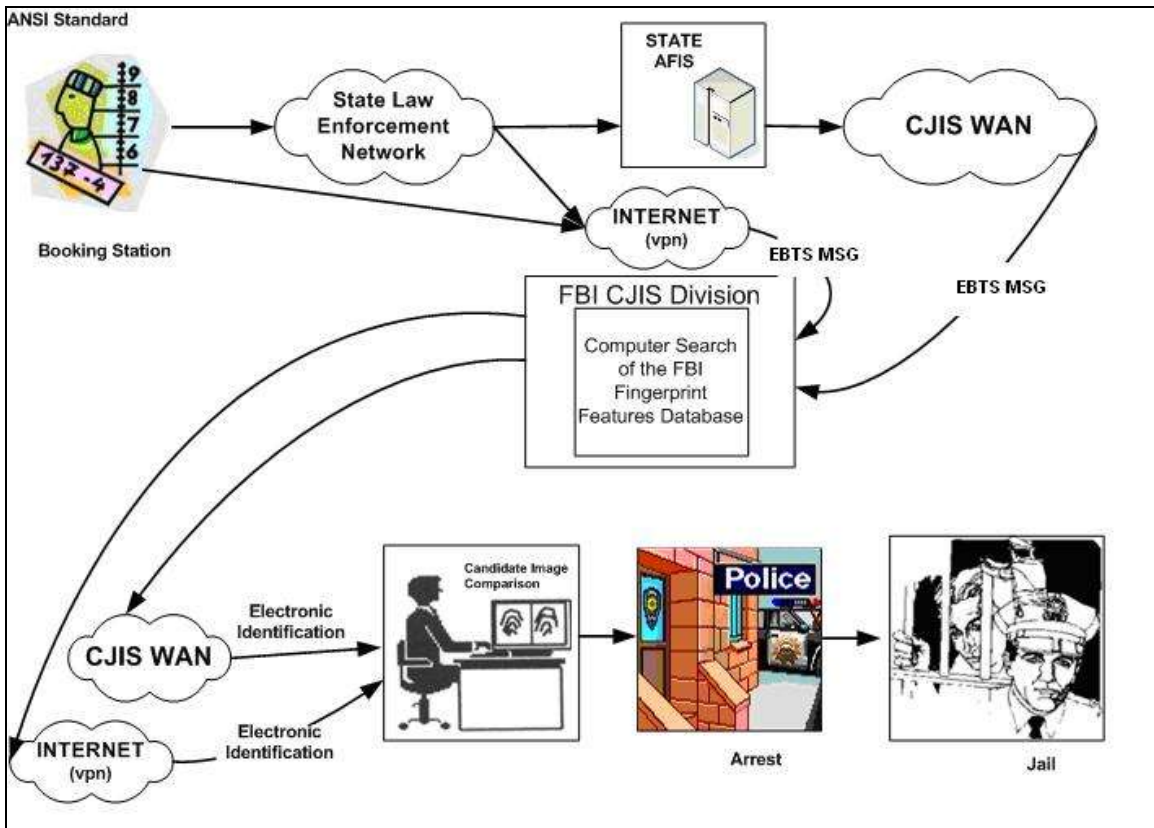 ANSI Standard
9
8
7
6
137-4
Booking Station
State Law
Enforcement
Network
STATE
AFIS
CJIS WAN
INTERNET
(vpn)
EBTS MSG
EBTS MSG
FBI CJIS Division
Computer Search
of the FBI
Fingerprint
Features Database
CJIS WAN
Electronic
Identification
INTERNET
(vpn)
Electronic
Identification
Candidate Image
Comparison
Police
Arrest
Jail